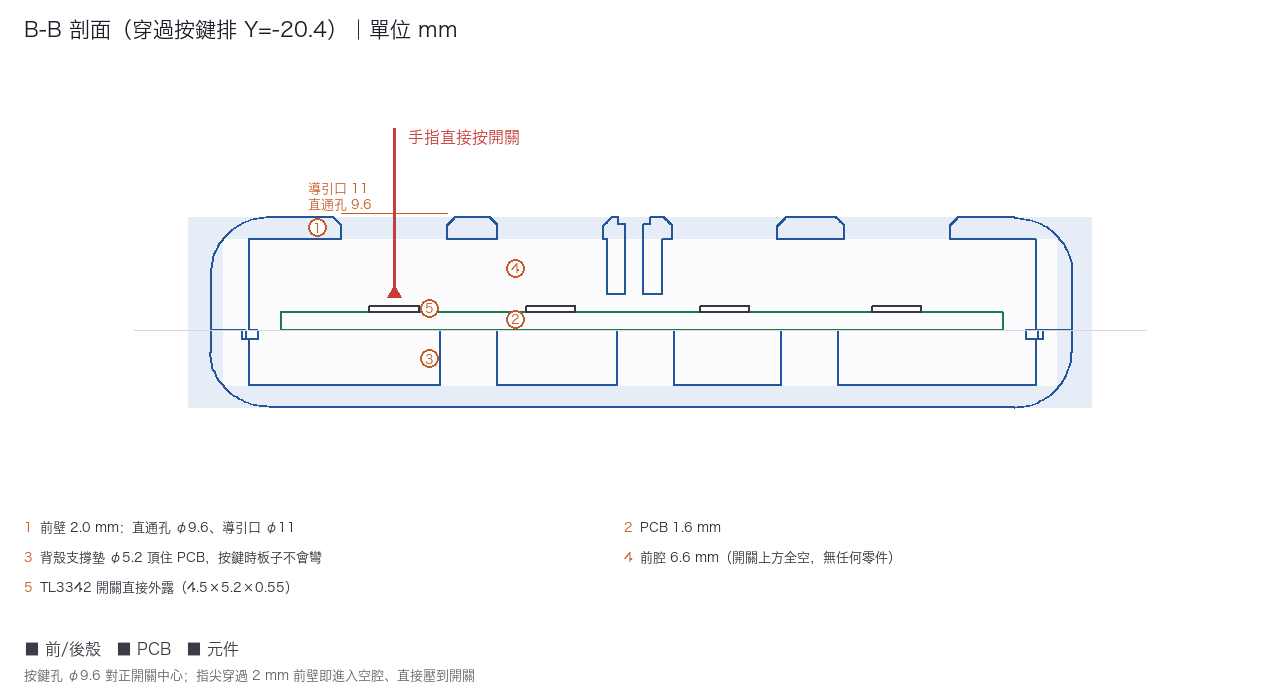 B-B 剖面（穿過按鍵排 Y=-20.4）｜單位 mm
手指直接按開關
導引口 11
直通孔 9.6
1
4
5
2
3
1 前壁 2.0 mm：直通孔 φ9.6、導引口 φ11
2 PCB 1.6 mm
3 背殼支撐墊 φ5.2 頂住 PCB，按鍵時板子不會彎
4 前腔 6.6 mm（開關上方全空，無任何零件）
5 TL3342 開關直接外露（4.5×5.2×0.55）
■ 前/後殼 ■ PCB ■ 元件
按鍵孔 φ9.6 對正開關中心；指尖穿過 2 mm 前壁即進入空腔、直接壓到開關